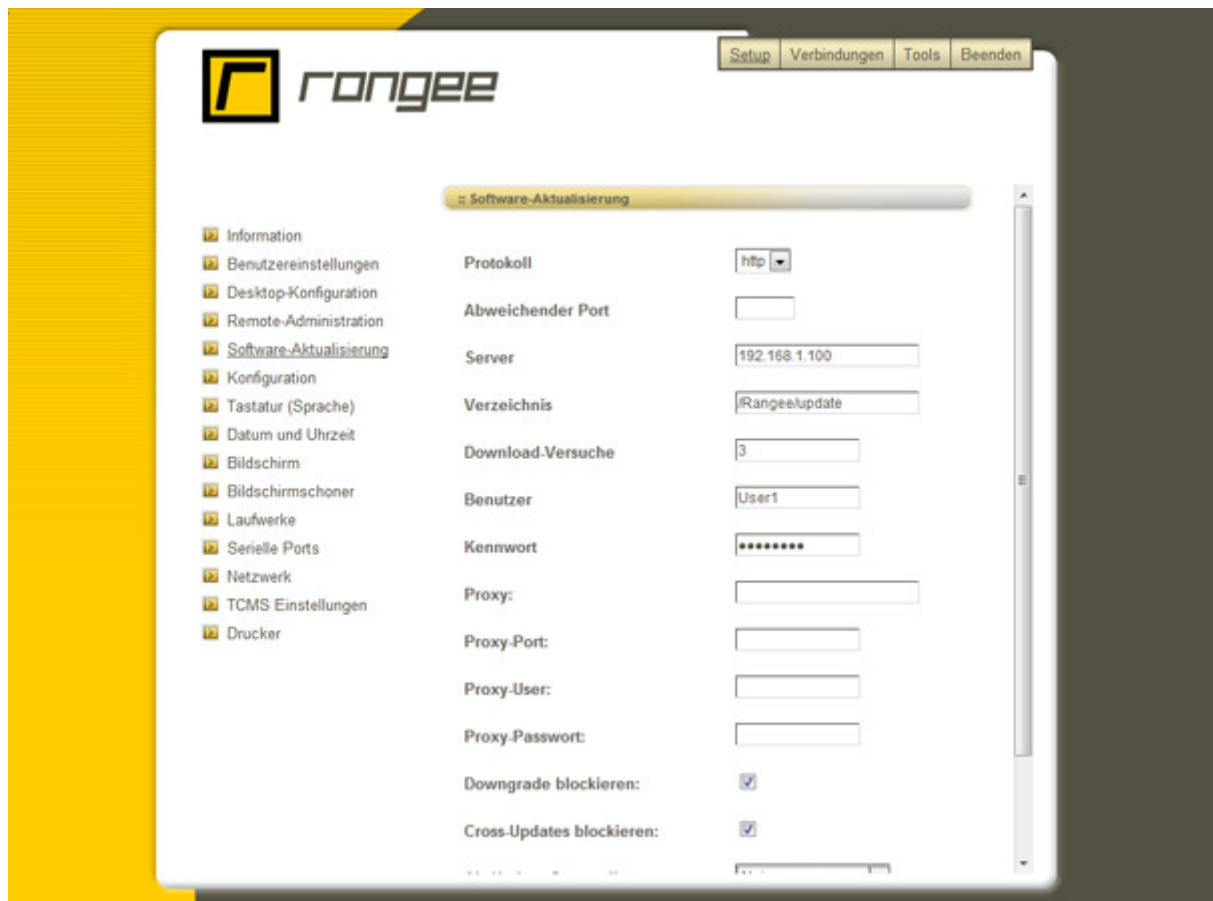 rangee
Setup Verbindungen Tools Beenden
:: Software-Aktualisierung
Information
Benutzereinstellungen
Desktop-Konfiguration
Remote-Administration
Software-Aktualisierung
Konfiguration
Tastatur (Sprache)
Datum und Uhrzeit
Bildschirm
Bildschirmschoner
Laufwerke
Serielle Ports
Netzwerk
TCMS Einstellungen
Drucker
Protokoll http
Abweichender Port
Server 192.168.1.100
Verzeichnis /Rangee/update
Download-Versuche 3
Benutzer User1
Kennwort ••••••••
Proxy:
Proxy-Port:
Proxy-User:
Proxy-Passwort:
Downgrade blockieren:
Cross-Updates blockieren: